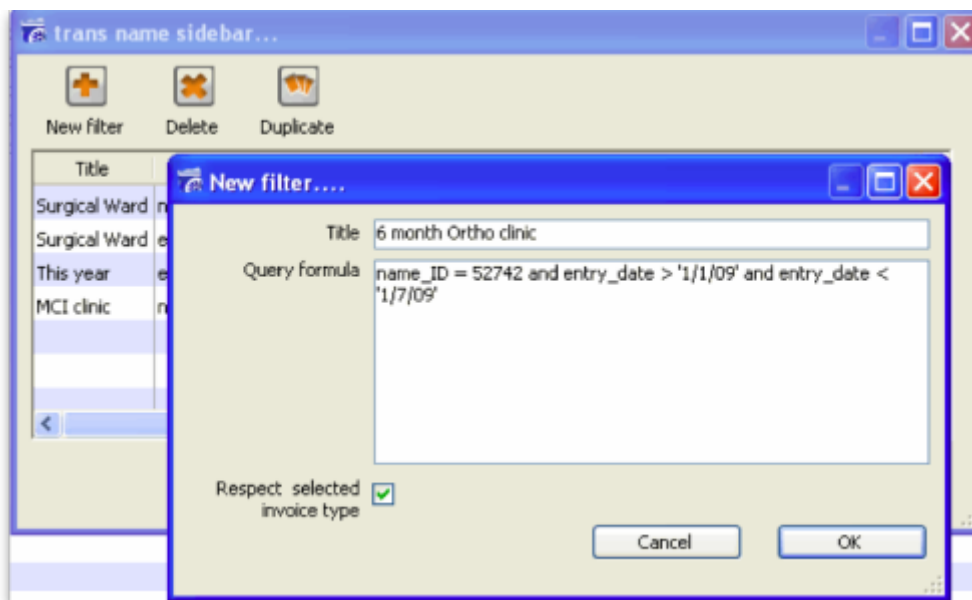 trans name sidebar...
New filter Delete Duplicate
Title
Surgical Ward n
Surgical Ward e
This year e
MCI clinic n
New filter....
Title 6 month Ortho clinic
Query formula name_ID = 52742 and entry_date > '1/1/09' and entry_date <
'1/7/09'
Respect selected
invoice type
Cancel OK